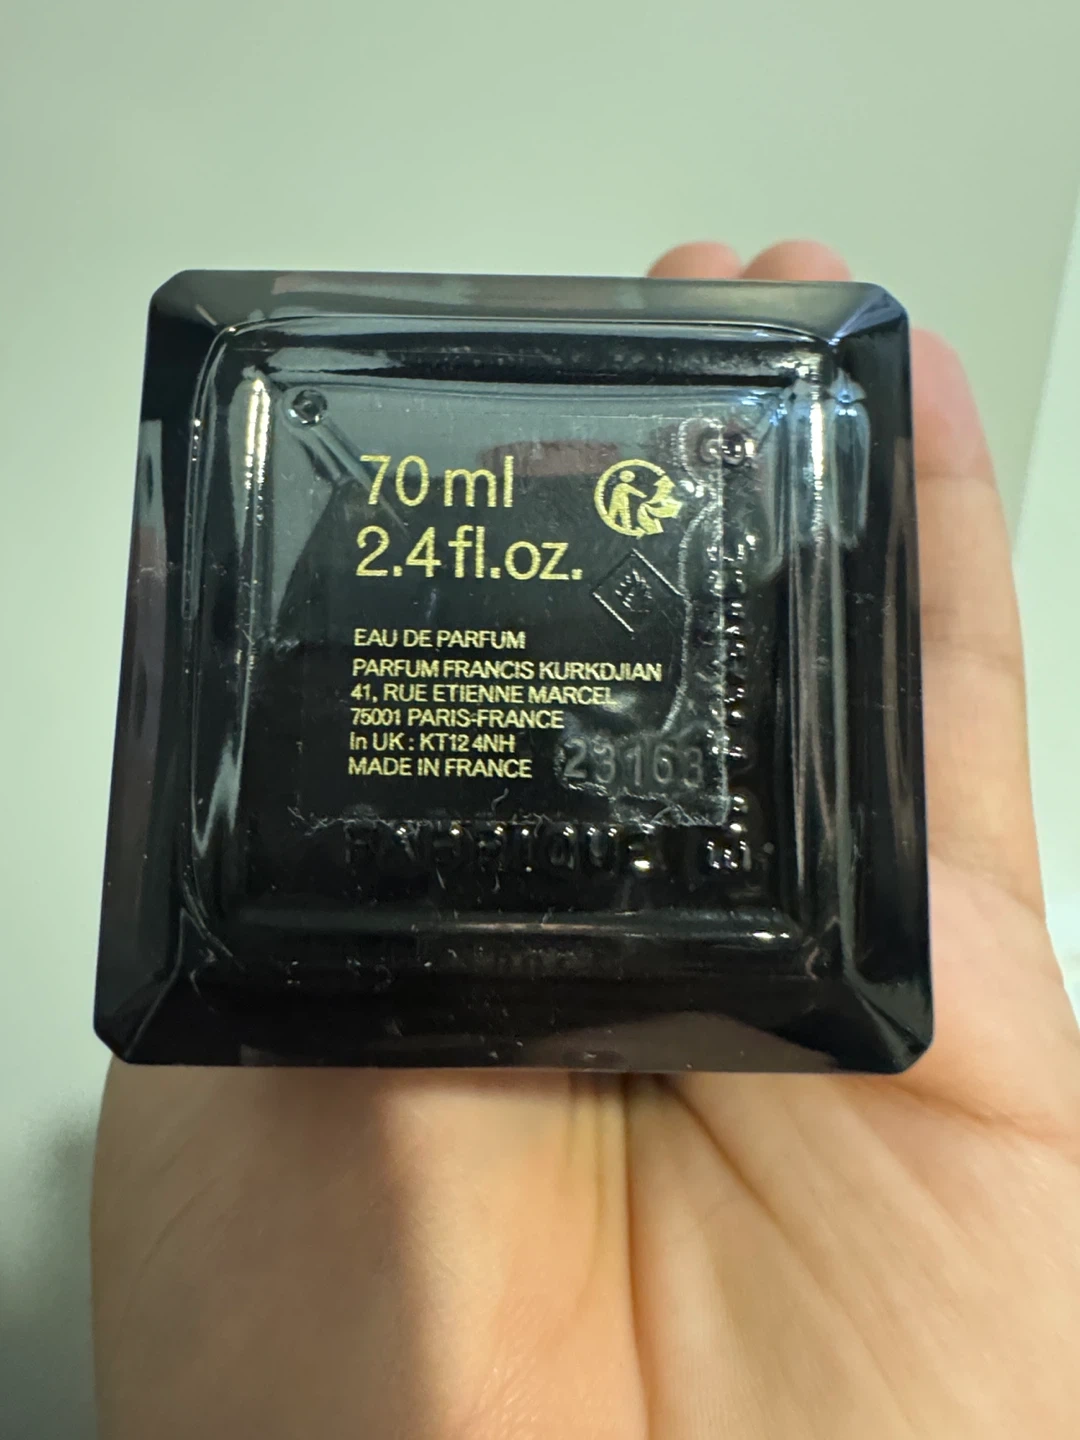 70 ml
2.4 fl.oz.
EAU DE PARFUM
PARFUM FRANCIS KURKDJIAN
41, RUE ETIENNE MARCEL
75001 PARIS-FRANCE
In UK : KT12 4NH
MADE IN FRANCE
23163
FABRIQUE